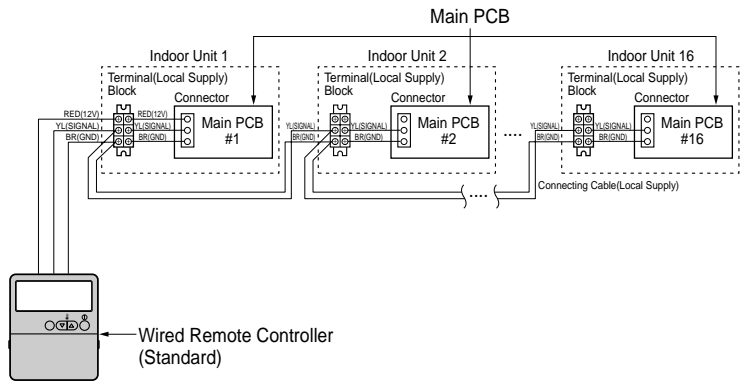 Main PCB
Indoor Unit 1
Indoor Unit 2
Indoor Unit 16
Terminal(Local Supply)
Block
Connector
Terminal(Local Supply)
Block
Connector
Terminal(Local Supply)
Block
Connector
RED(12V)
YL(SIGNAL)
BR(GND)
RED(12V)
YL(SIGNAL)
BR(GND)
Main PCB
#1
YL(SIGNAL)
BR(GND)
YL(SIGNAL)
BR(GND)
Main PCB
#2
....
YL(SIGNAL)
BR(GND)
YL(SIGNAL)
BR(GND)
Main PCB
#16
....
Connecting Cable(Local Supply)
Wired Remote Controller
(Standard)